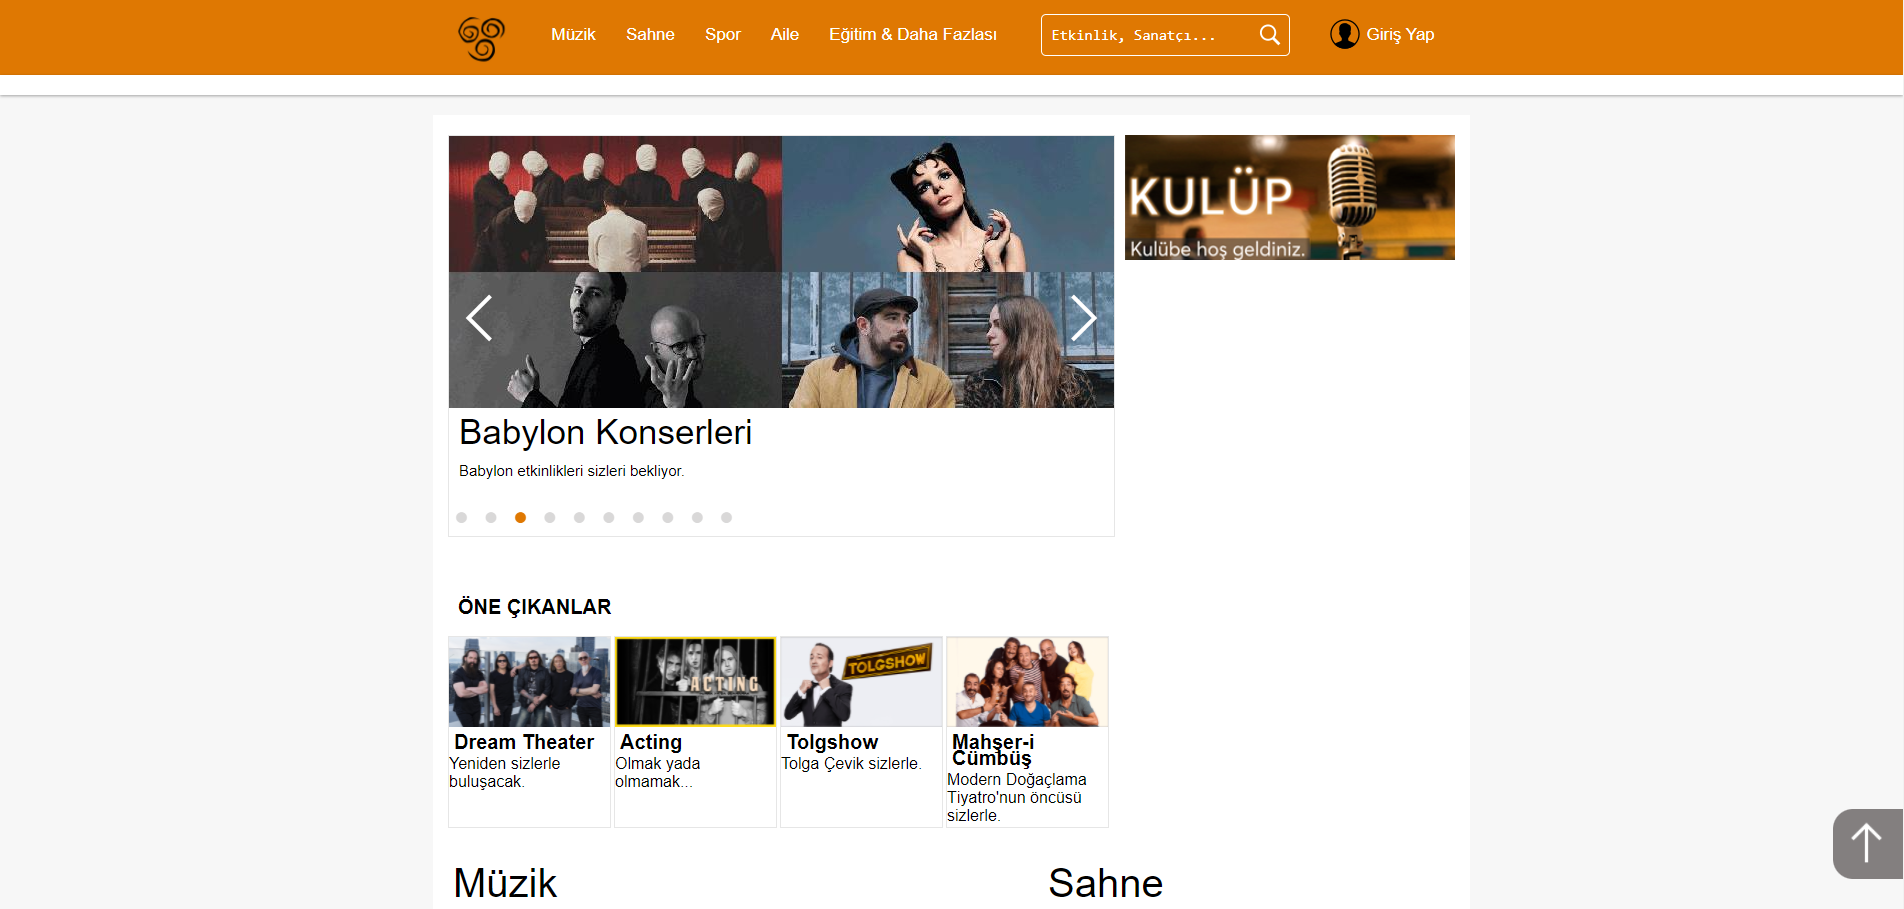 Müzik
Sahne
Spor
Aile
Eğitim & Daha Fazlası
Etkinlik, Sanatçı...
Giriş Yap
KULÜP
Kulübe hoş geldiniz.
Babylon Konserleri
Babylon etkinlikleri sizleri bekliyor.
ÖNE ÇIKANLAR
ACTING
TOLGSHOW
Dream Theater
Yeniden sizlerle
buluşacak.
Acting
Olmak yada
olmamak...
Tolgshow
Tolga Çevik sizlerle.
Mahşer-i
Cümbüş
Modern Doğaçlama
Tiyatro'nun öncüsü
sizlerle.
Müzik
Sahne